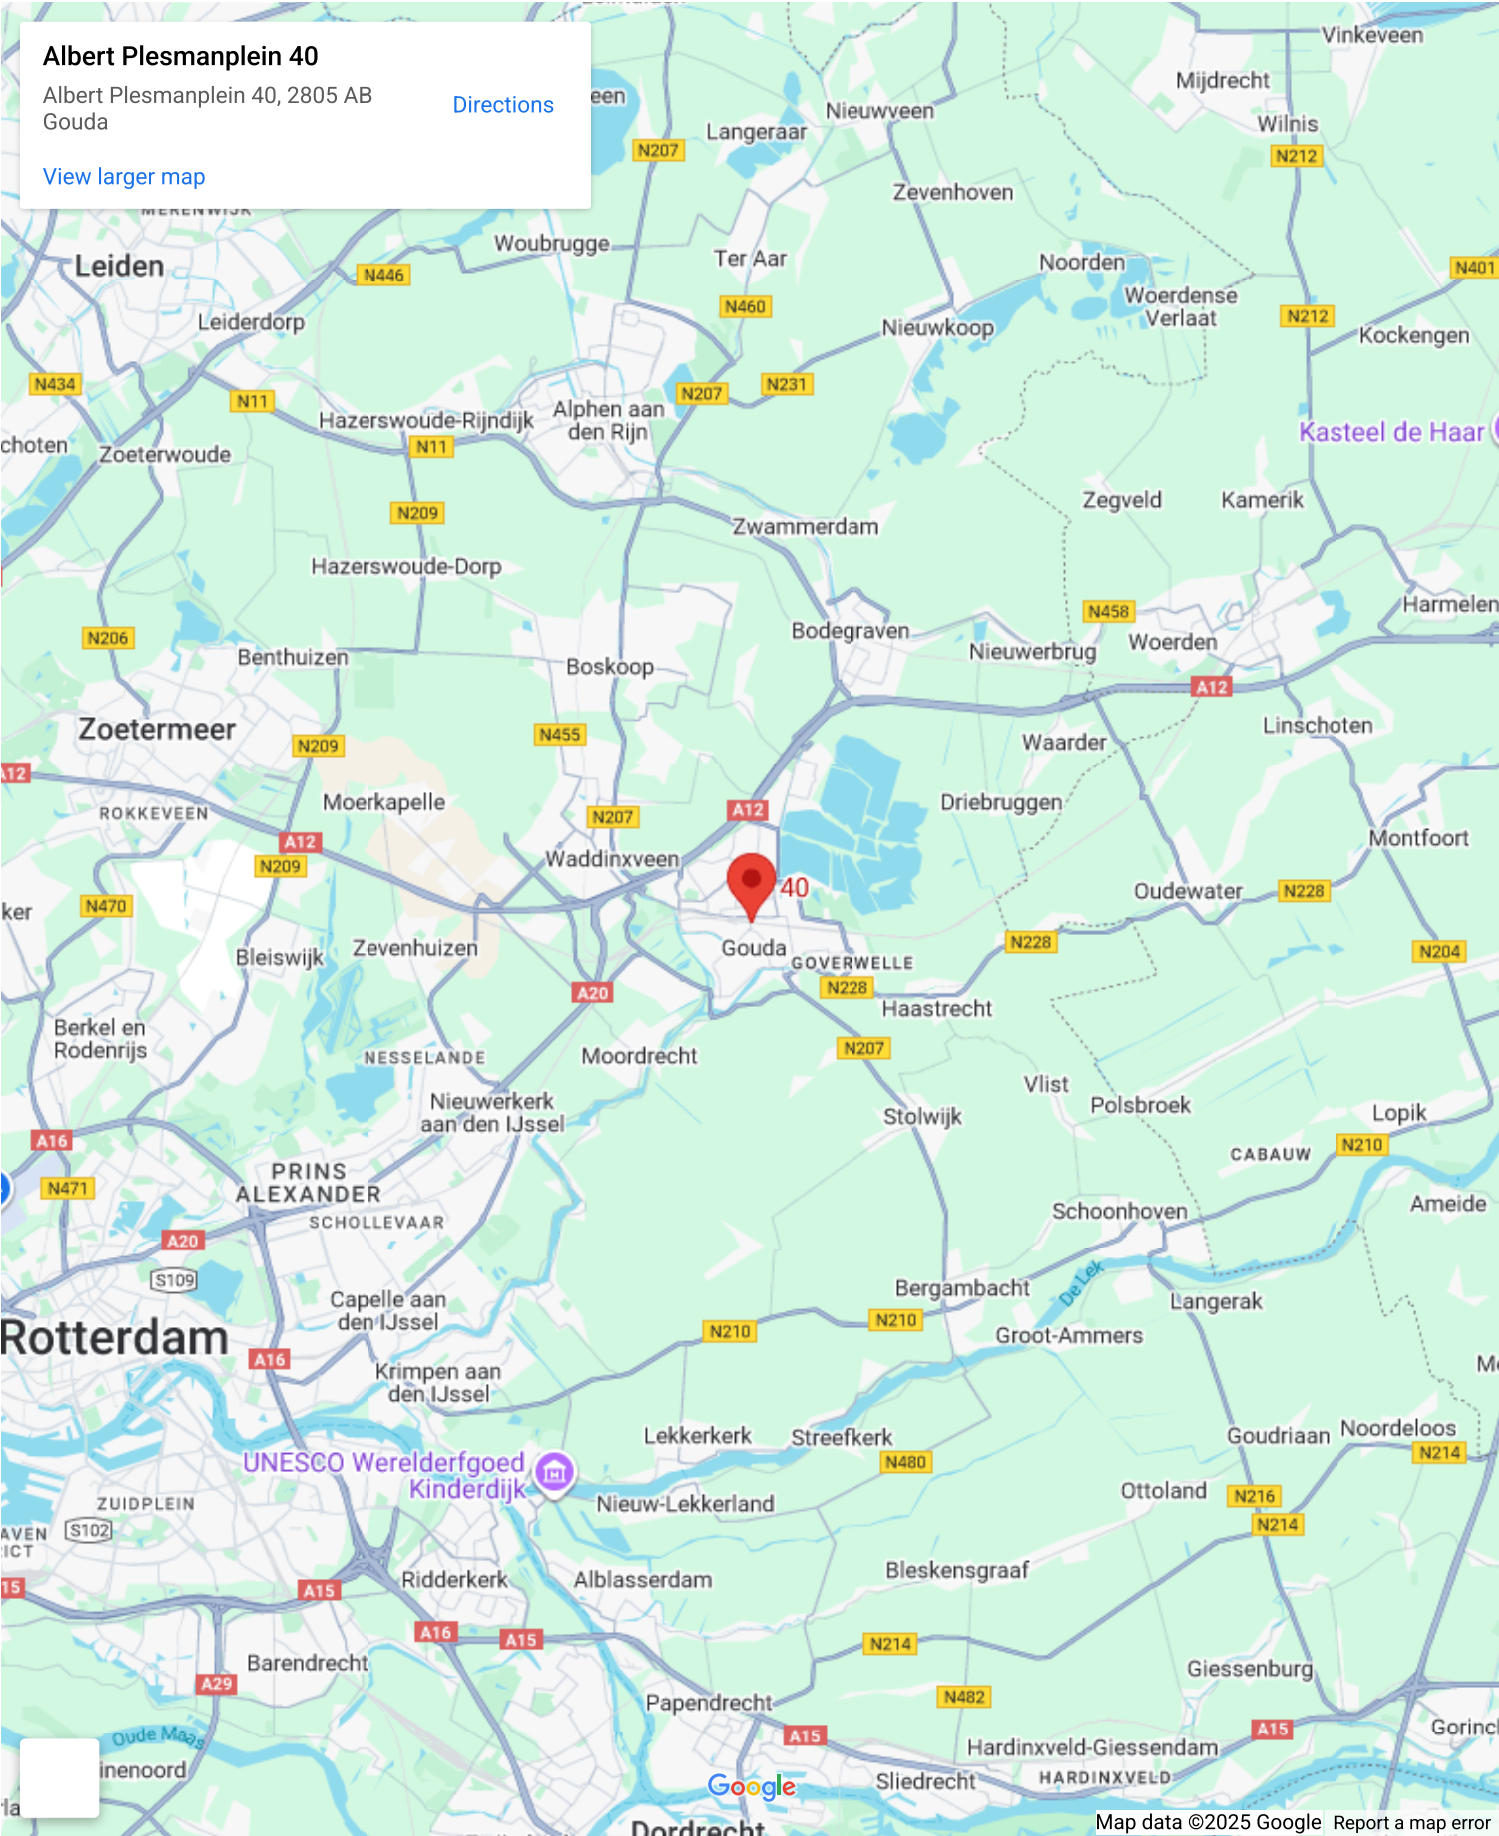 Albert Plesmanplein 40
Albert Plesmanplein 40, 2805 AB
Gouda
Directions
View larger map
Vinkeveen
Mijdrecht
Nieuwveen
Langeraar
Wilnis
N207
N212
Zevenhoven
MERENWIJK
Woubrugge
Ter Aar
Noorden
Leiden
N446
N401
Woerdense
Verlaat
N460
N212
Leiderdorp
Nieuwkoop
Kockengen
N434
N231
N207
N11
Alphen aan
den Rijn
Hazerswoude-Rijndijk
Kasteel de Haar
N11
Zoeterwoude
Zegveld
Kamerik
N209
Zwammerdam
Hazerswoude-Dorp
Harmelen
N458
N206
Bodegraven
Woerden
Nieuwerbrug
Benthuizen
Boskoop
A12
Zoetermeer
Linschoten
N455
Waarder
N209
A12
Moerkapelle
Driebruggen
A12
ROKKEVEEN
N207
Montfoort
A12
Waddinxveen
N209
40
Oudewater
N228
N470
Gouda
N228
Zevenhuizen
N204
Bleiswijk
GOVERWELLE
N228
A20
Haastrecht
Berkel en
Rodenrijs
N207
NESSELANDE
Moordrecht
Vlist
Nieuwerkerk
aan den IJssel
Polsbroek
Stolwijk
Lopik
A16
N210
CABAUW
PRINS
ALEXANDER
N471
Ameide
Schoonhoven
SCHOLLEVAAR
A20
S109
De Lek
Bergambacht
Capelle aan
den IJssel
Langerak
N210
N210
Rotterdam
Groot-Ammers
A16
Krimpen aan
den IJssel
Lekkerkerk
Streefkerk
Goudriaan
Noordeloos
N214
UNESCO Werelderfgoed
Kinderdijk
N480
Ottoland
N216
ZUIDPLEIN
Nieuw-Lekkerland
S102
N214
Bleskensgraaf
Ridderkerk
Alblasserdam
15
A15
A16
A15
N214
Barendrecht
Giessenburg
A29
N482
Papendrecht
A15
Oude Maas
A15
Hardinxveld-Giessendam
HARDINXVELD
Sliedrecht
Google
Map data ©2025 Google
Report a map error